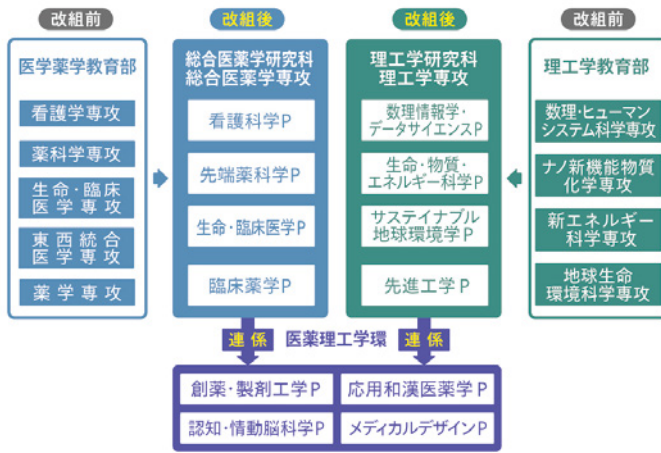 改組前
医学薬学教育部
看護学専攻
薬科学専攻
生命・臨床
医学専攻
東西統合
医学専攻
薬学専攻
改組後
総合医薬学研究科
総合医薬学専攻
看護科学P
先端薬科学P
生命・臨床医学P
臨床薬学P
改組後
理工学研究科
理工学専攻
数理情報学・
データサイエンスP
生命・物質・
エネルギー科学P
サステイナブル
地球環境学P
先進工学P
改組前
理工学教育部
数理・ヒューマン
システム科学専攻
ナノ新機能物質
化学専攻
新エネルギー
科学専攻
地球生命
環境科学専攻
連係 医薬理工学環 連係
創薬・製剤工学P 応用和漢医薬学P
認知・情動脳科学P メディカルデザインP